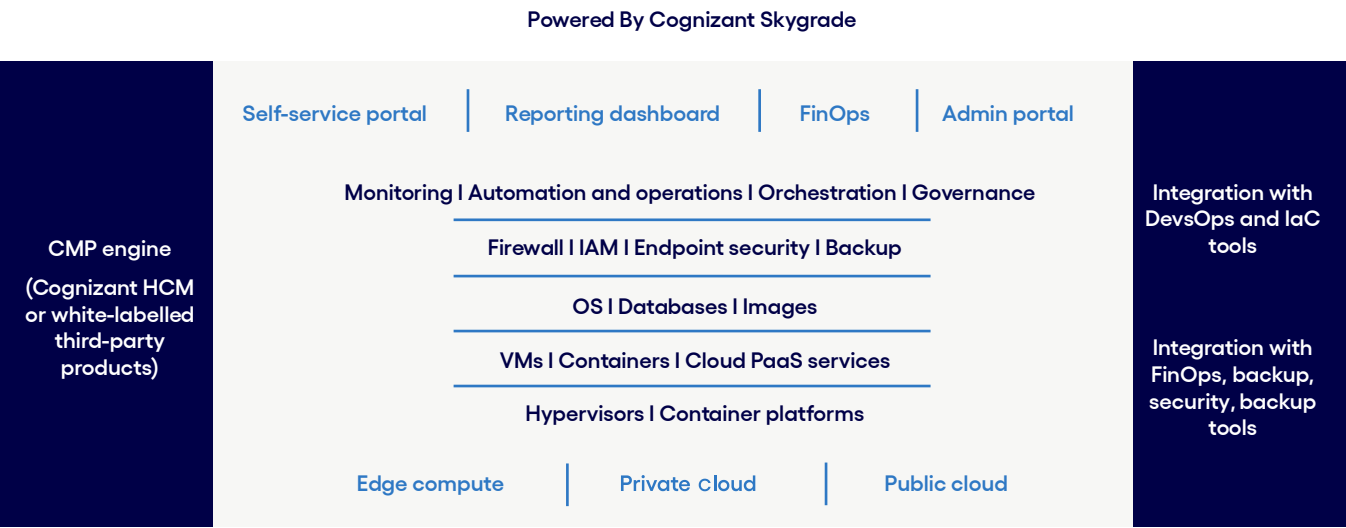 Powered By Cognizant Skygrade
Self-service portal
Reporting dashboard
FinOps
Admin portal
Monitoring I Automation and operations I Orchestration I Governance
Firewall I IAM I Endpoint security I Backup
OS I Databases I Images
VMs I Containers I Cloud PaaS services
Hypervisors I Container platforms
Edge compute
Private cloud
Public cloud
CMP engine
(Cognizant HCM
or white-labelled
third-party
products)
Integration with
DevsOps and IaC
tools
Integration with
FinOps, backup,
security, backup
tools